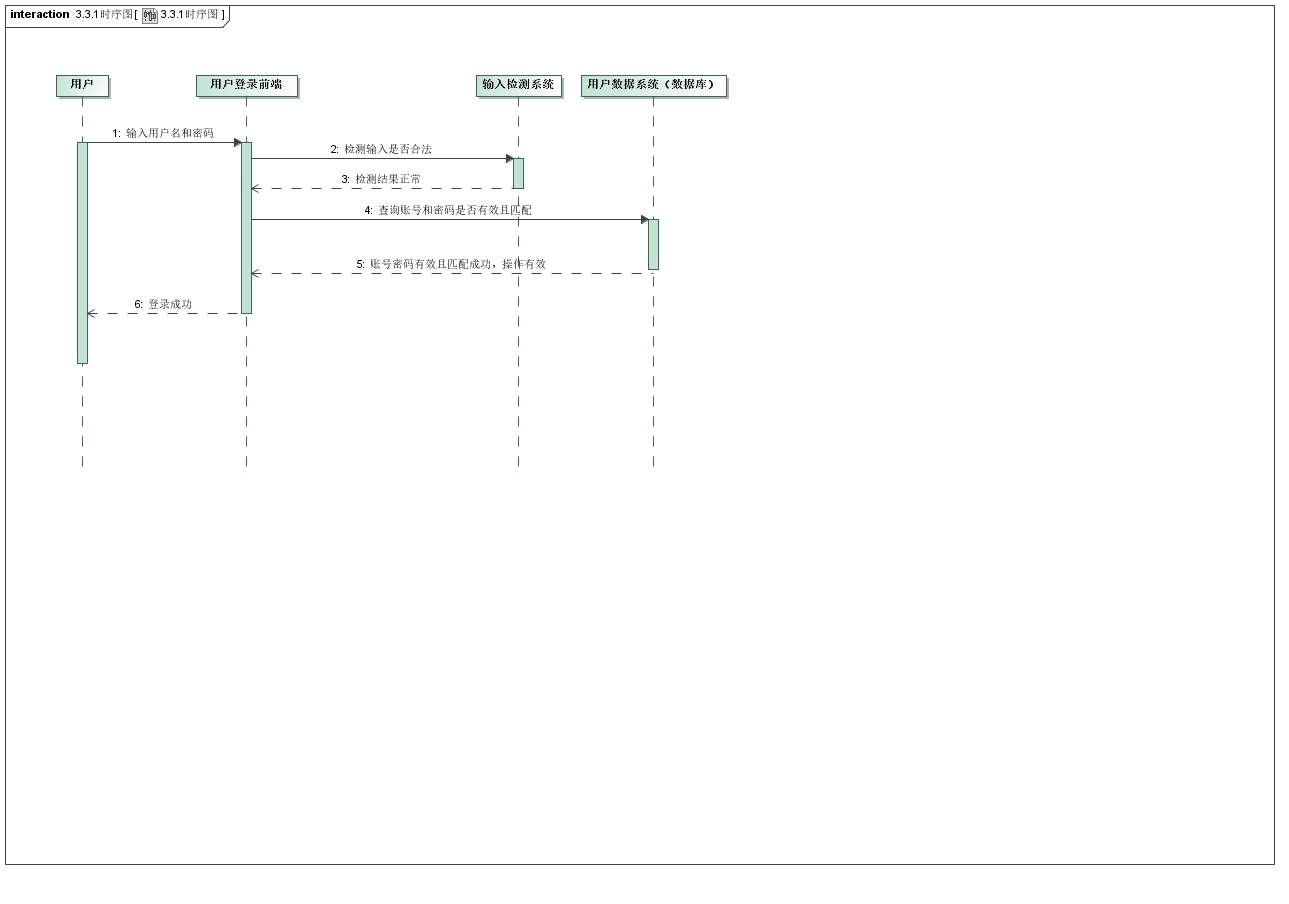 interaction 3.3.1时序图[ 3.3.1时序图 ]
用户
用户登录前端
输入检测系统
用户数据系统（数据库）
1: 输入用户名和密码
2: 检测输入是否合法
3: 检测结果正常
4: 查询账号和密码是否有效且匹配
5: 账号密码有效且匹配成功，操作有效
6: 登录成功